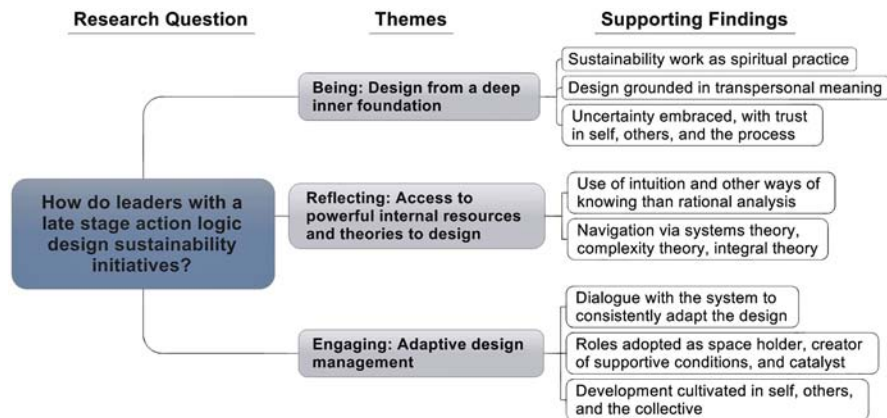 Research Question
Themes
Supporting Findings
How do leaders with a
late stage action logic
design sustainability
initiatives?
Being: Design from a deep
inner foundation
Sustainability work as spiritual practice
Design grounded in transpersonal meaning
Uncertainty embraced, with trust
in self, others, and the process
Reflecting: Access to
powerful internal resources
and theories to design
Use of intuition and other ways of
knowing than rational analysis
Navigation via systems theory,
complexity theory, integral theory
Engaging: Adaptive design
management
Dialogue with the system to
consistently adapt the design
Roles adopted as space holder, creator
of supportive conditions, and catalyst
Development cultivated in self, others,
and the collective